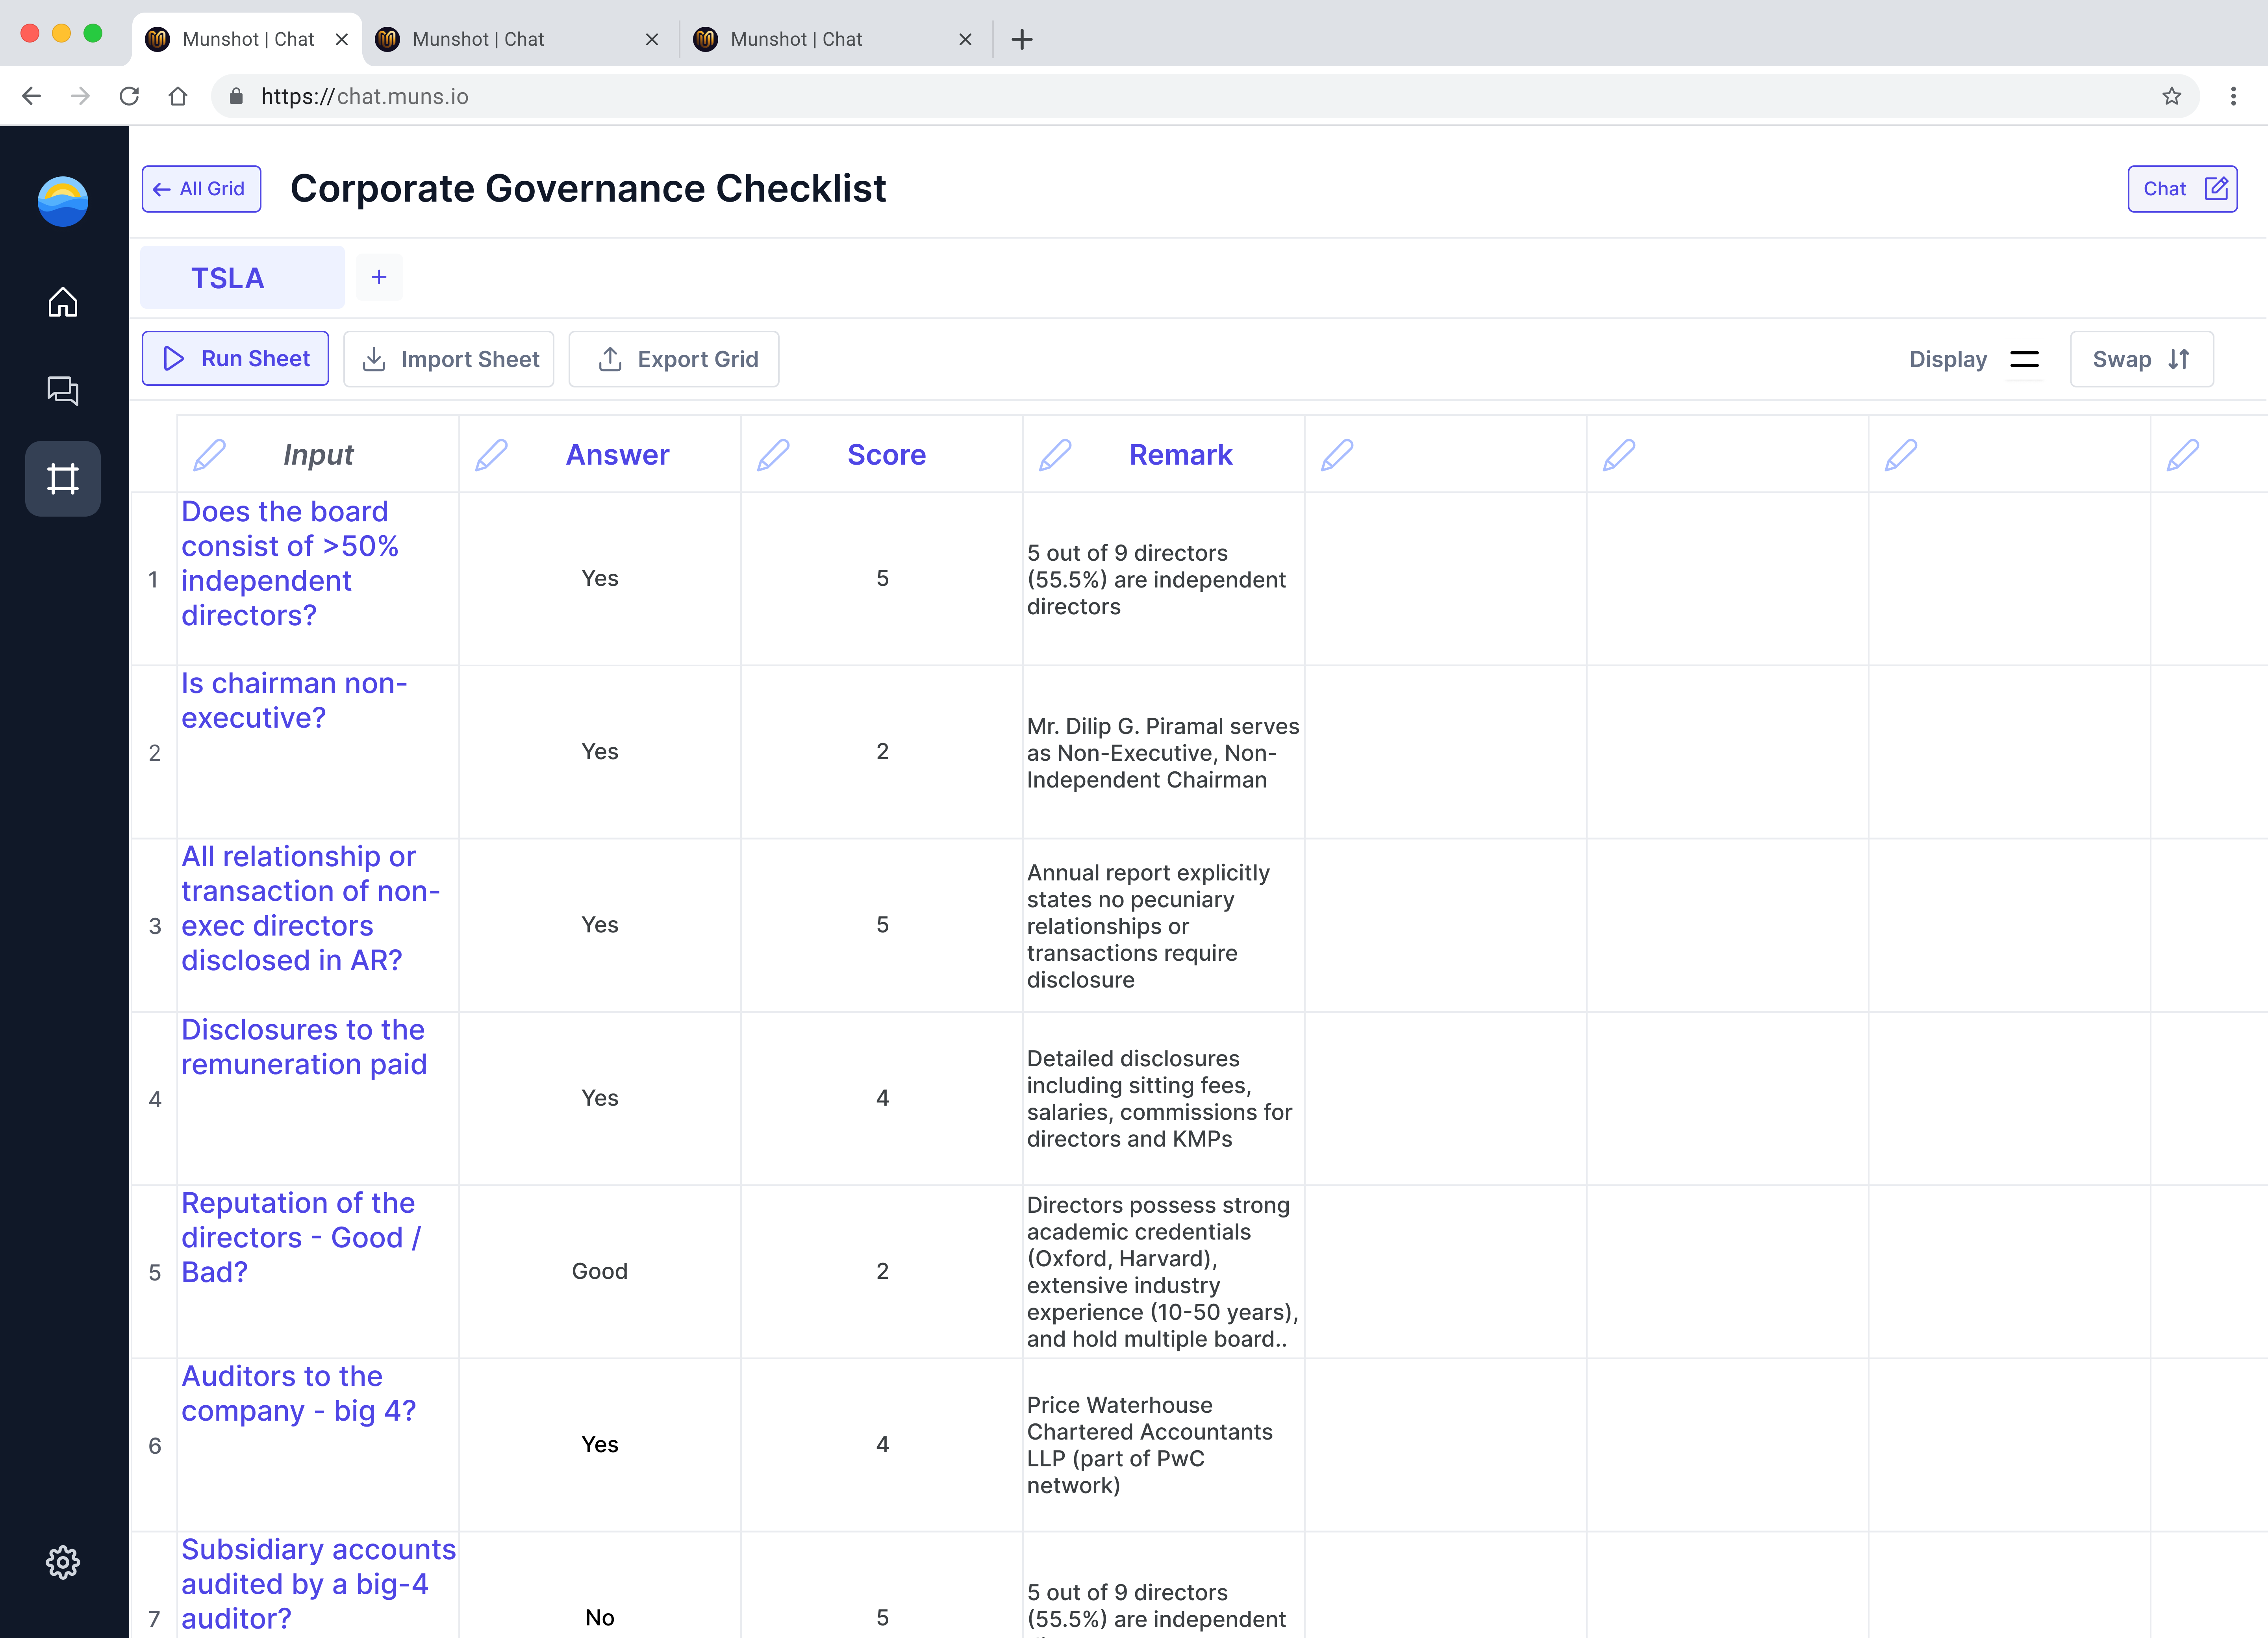 Munshot | Chat
Munshot | Chat
Munshot | Chat
https://chat.muns.io
All Grid
Corporate Governance Checklist
Chat
TSLA
+
Run Sheet
Import Sheet
Export Grid
Display
Swap
Input
Answer
Score
Remark
1
Does the board
consist of >50%
independent
directors?
Yes
5
5 out of 9 directors
(55.5%) are independent
directors
2
Is chairman non-
executive?
Yes
2
Mr. Dilip G. Piramal serves
as Non-Executive, Non-
Independent Chairman
3
All relationship or
transaction of non-
exec directors
disclosed in AR?
Yes
5
Annual report explicitly
states no pecuniary
relationships or
transactions require
disclosure
4
Disclosures to the
remuneration paid
Yes
4
Detailed disclosures
including sitting fees,
salaries, commissions for
directors and KMPs
5
Reputation of the
directors - Good /
Bad?
Good
2
Directors possess strong
academic credentials
(Oxford, Harvard),
extensive industry
experience (10-50 years),
and hold multiple board..
6
Auditors to the
company - big 4?
Yes
4
Price Waterhouse
Chartered Accountants
LLP (part of PwC
network)
7
Subsidiary accounts
audited by a big-4
auditor?
No
5
5 out of 9 directors
(55.5%) are independent